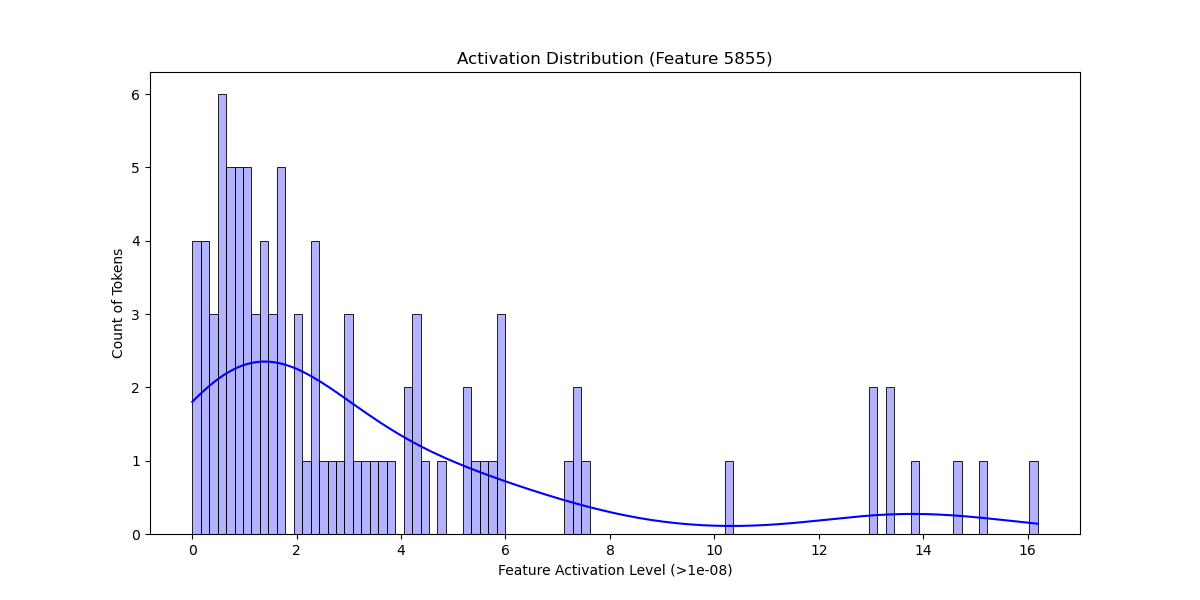 Activation Distribution (Feature 5855)
6
5
4
3
2
1
0
Count of Tokens
0 2 4 6 8 10 12 14 16
Feature Activation Level (>1e-08)